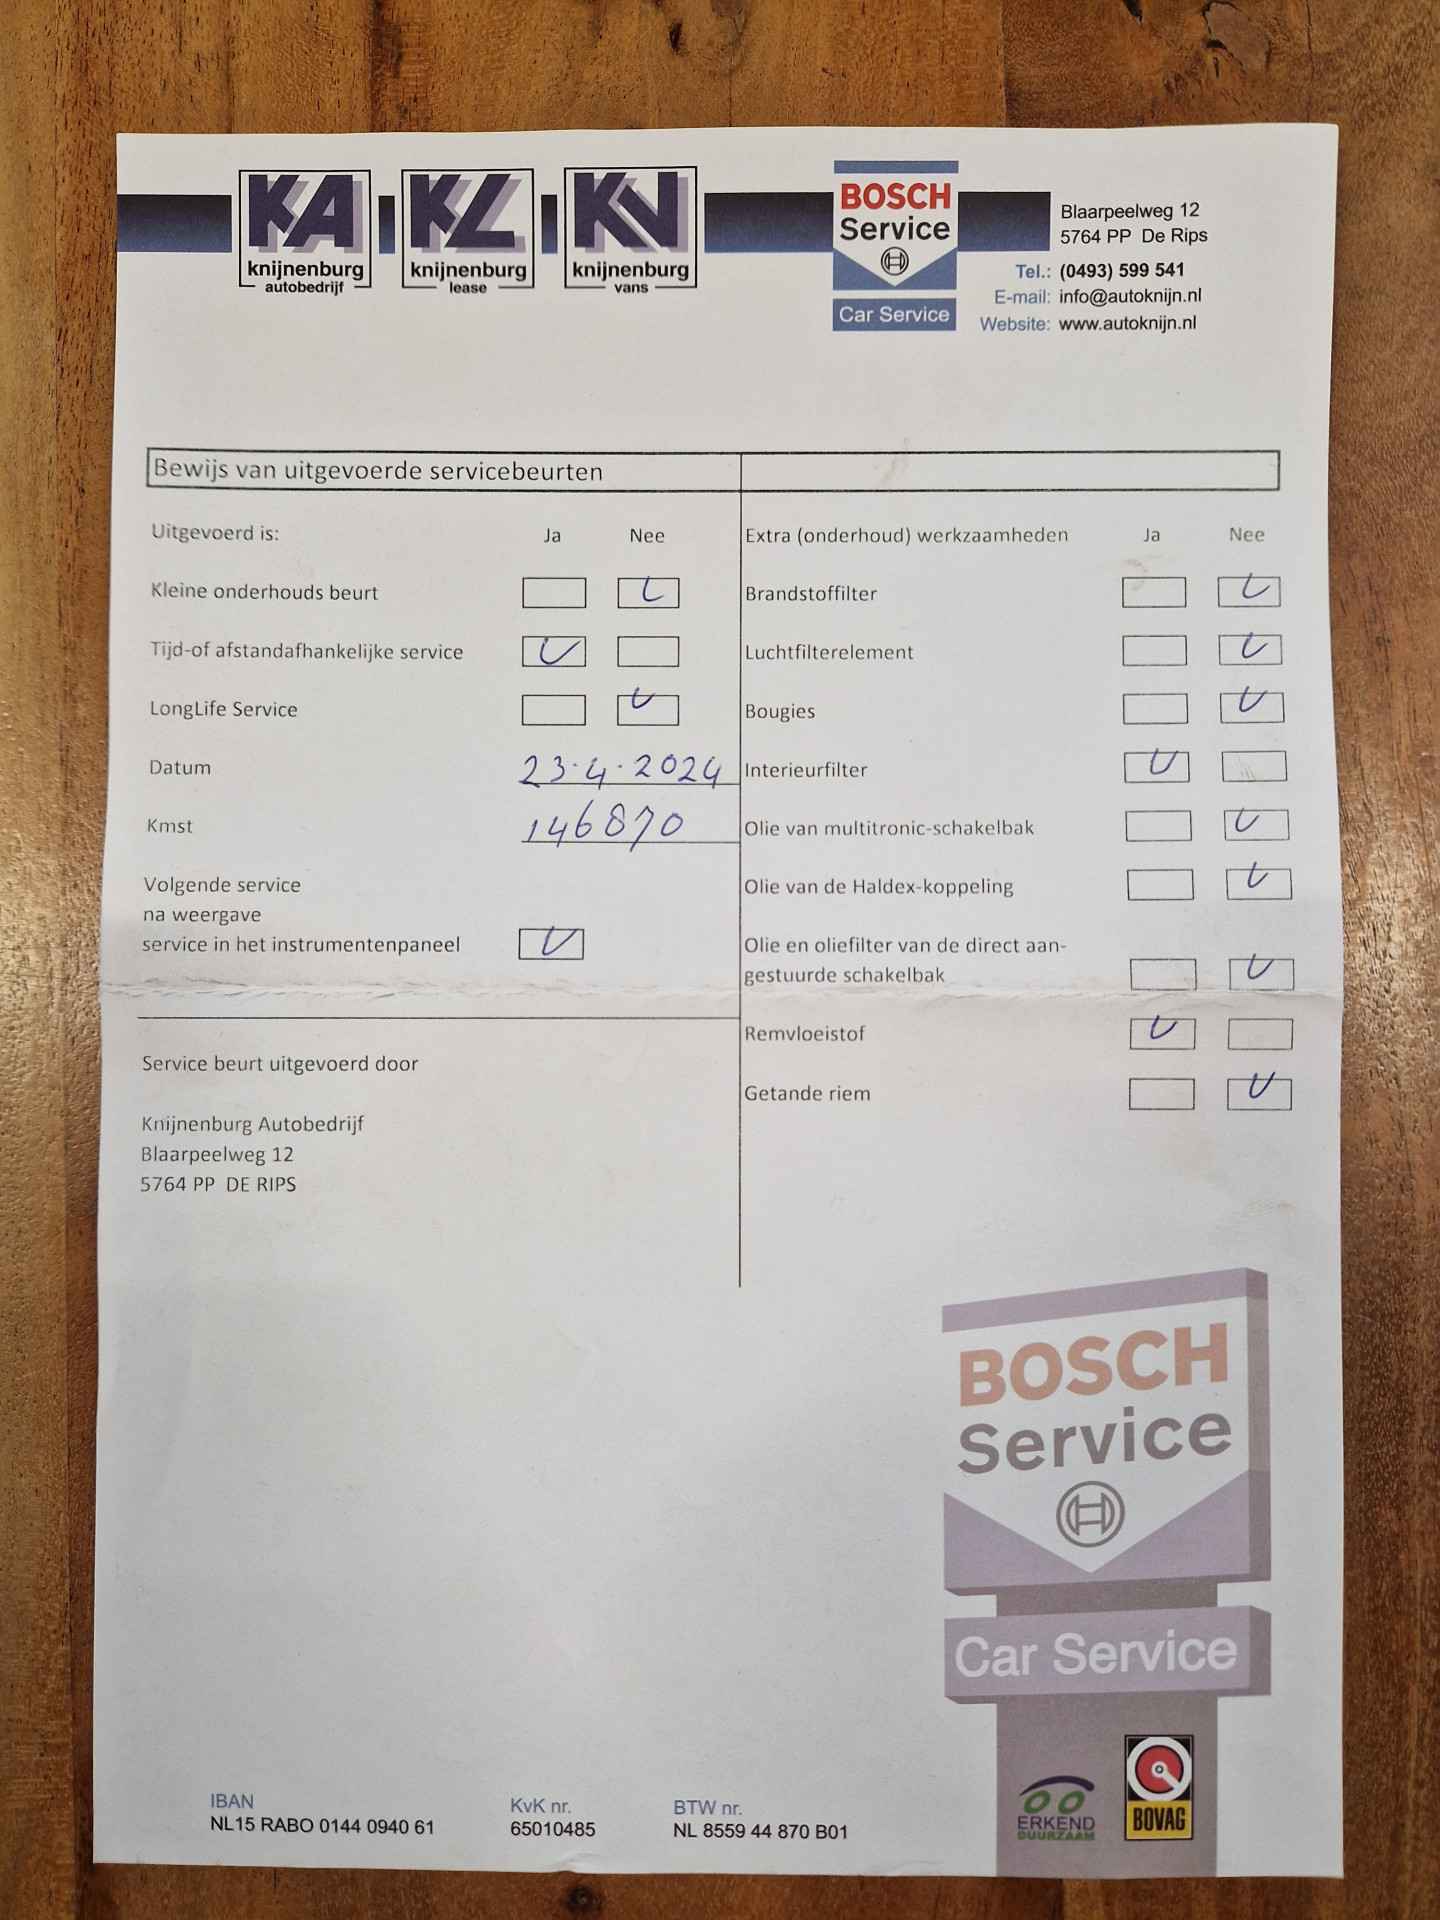 KA knijnenburg autobedrijf
KL knijnenburg lease
KV knijnenburg vans
BOSCH
Service
Car Service
Blaarpeelweg 12
5764 PP De Rips
Tel.: (0493) 599 541
E-mail: info@autoknijn.nl
Website: www.autoknijn.nl
Bewijs van uitgevoerde servicebeurten
Uitgevoerd is: Ja Nee
Kleine onderhouds beurt
Tijd-of afstandafhankelijke service
LongLife Service
Datum 23-4-2024
Kmst 146870
Volgende service
na weergave
service in het instrumentenpaneel
Service beurt uitgevoerd door
Knijnenburg Autobedrijf
Blaarpeelweg 12
5764 PP DE RIPS
Extra (onderhoud) werkzaamheden Ja Nee
Brandstoffilter
Luchtfilterelement
Bougies
Interieurfilter
Olie van multitronic-schakelbak
Olie van de Haldex-koppeling
Olie en oliefilter van de direct aan-
gestuurde schakelbak
Remvloeistof
Getande riem
BOSCH
Service
Car Service
ERKEND
DUURZAAM
BOVAG
IBAN
NL15 RABO 0144 0940 61
KvK nr.
65010485
BTW nr.
NL 8559 44 870 B01